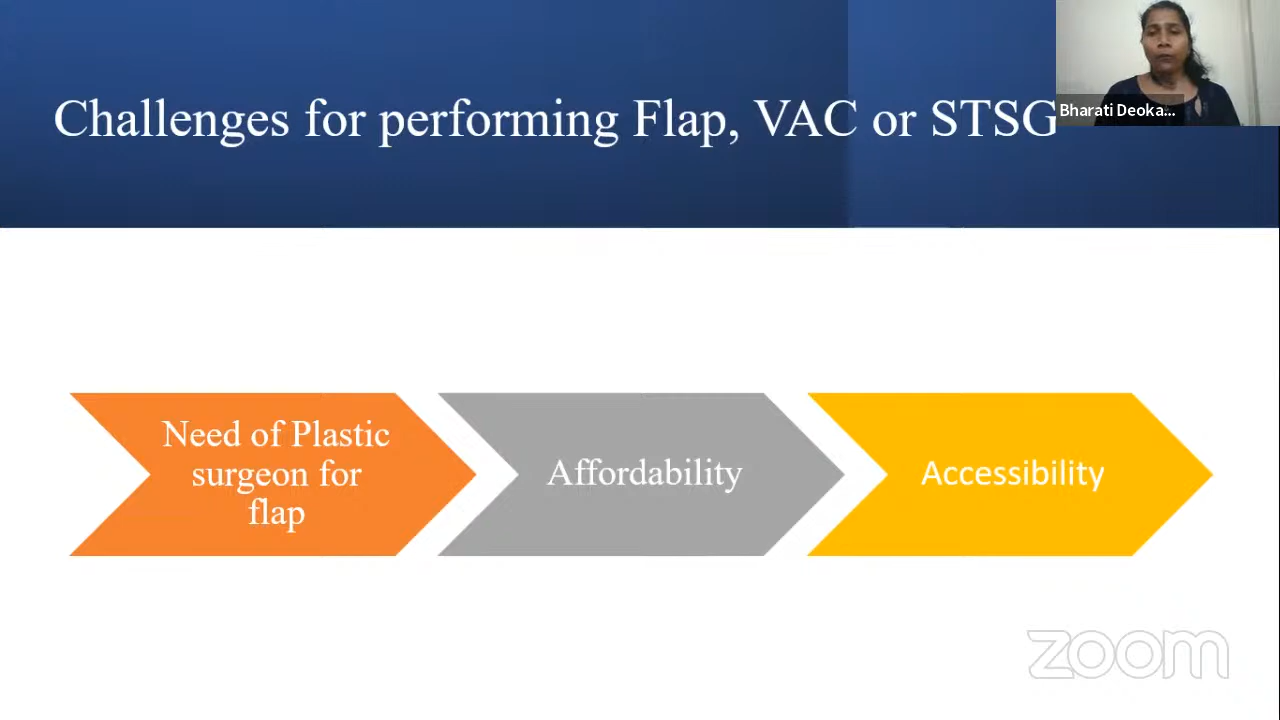 Challenges for performing Flap, VAC or STSG
Bharati Deoka...
Need of Plastic
surgeon for
flap
Affordability
Accessibility
zoom